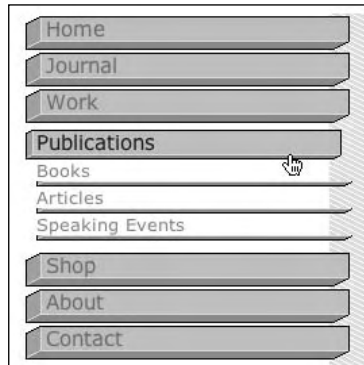 Home
Journal
Work
Publications
Books
Articles
Speaking Events
Shop
About
Contact